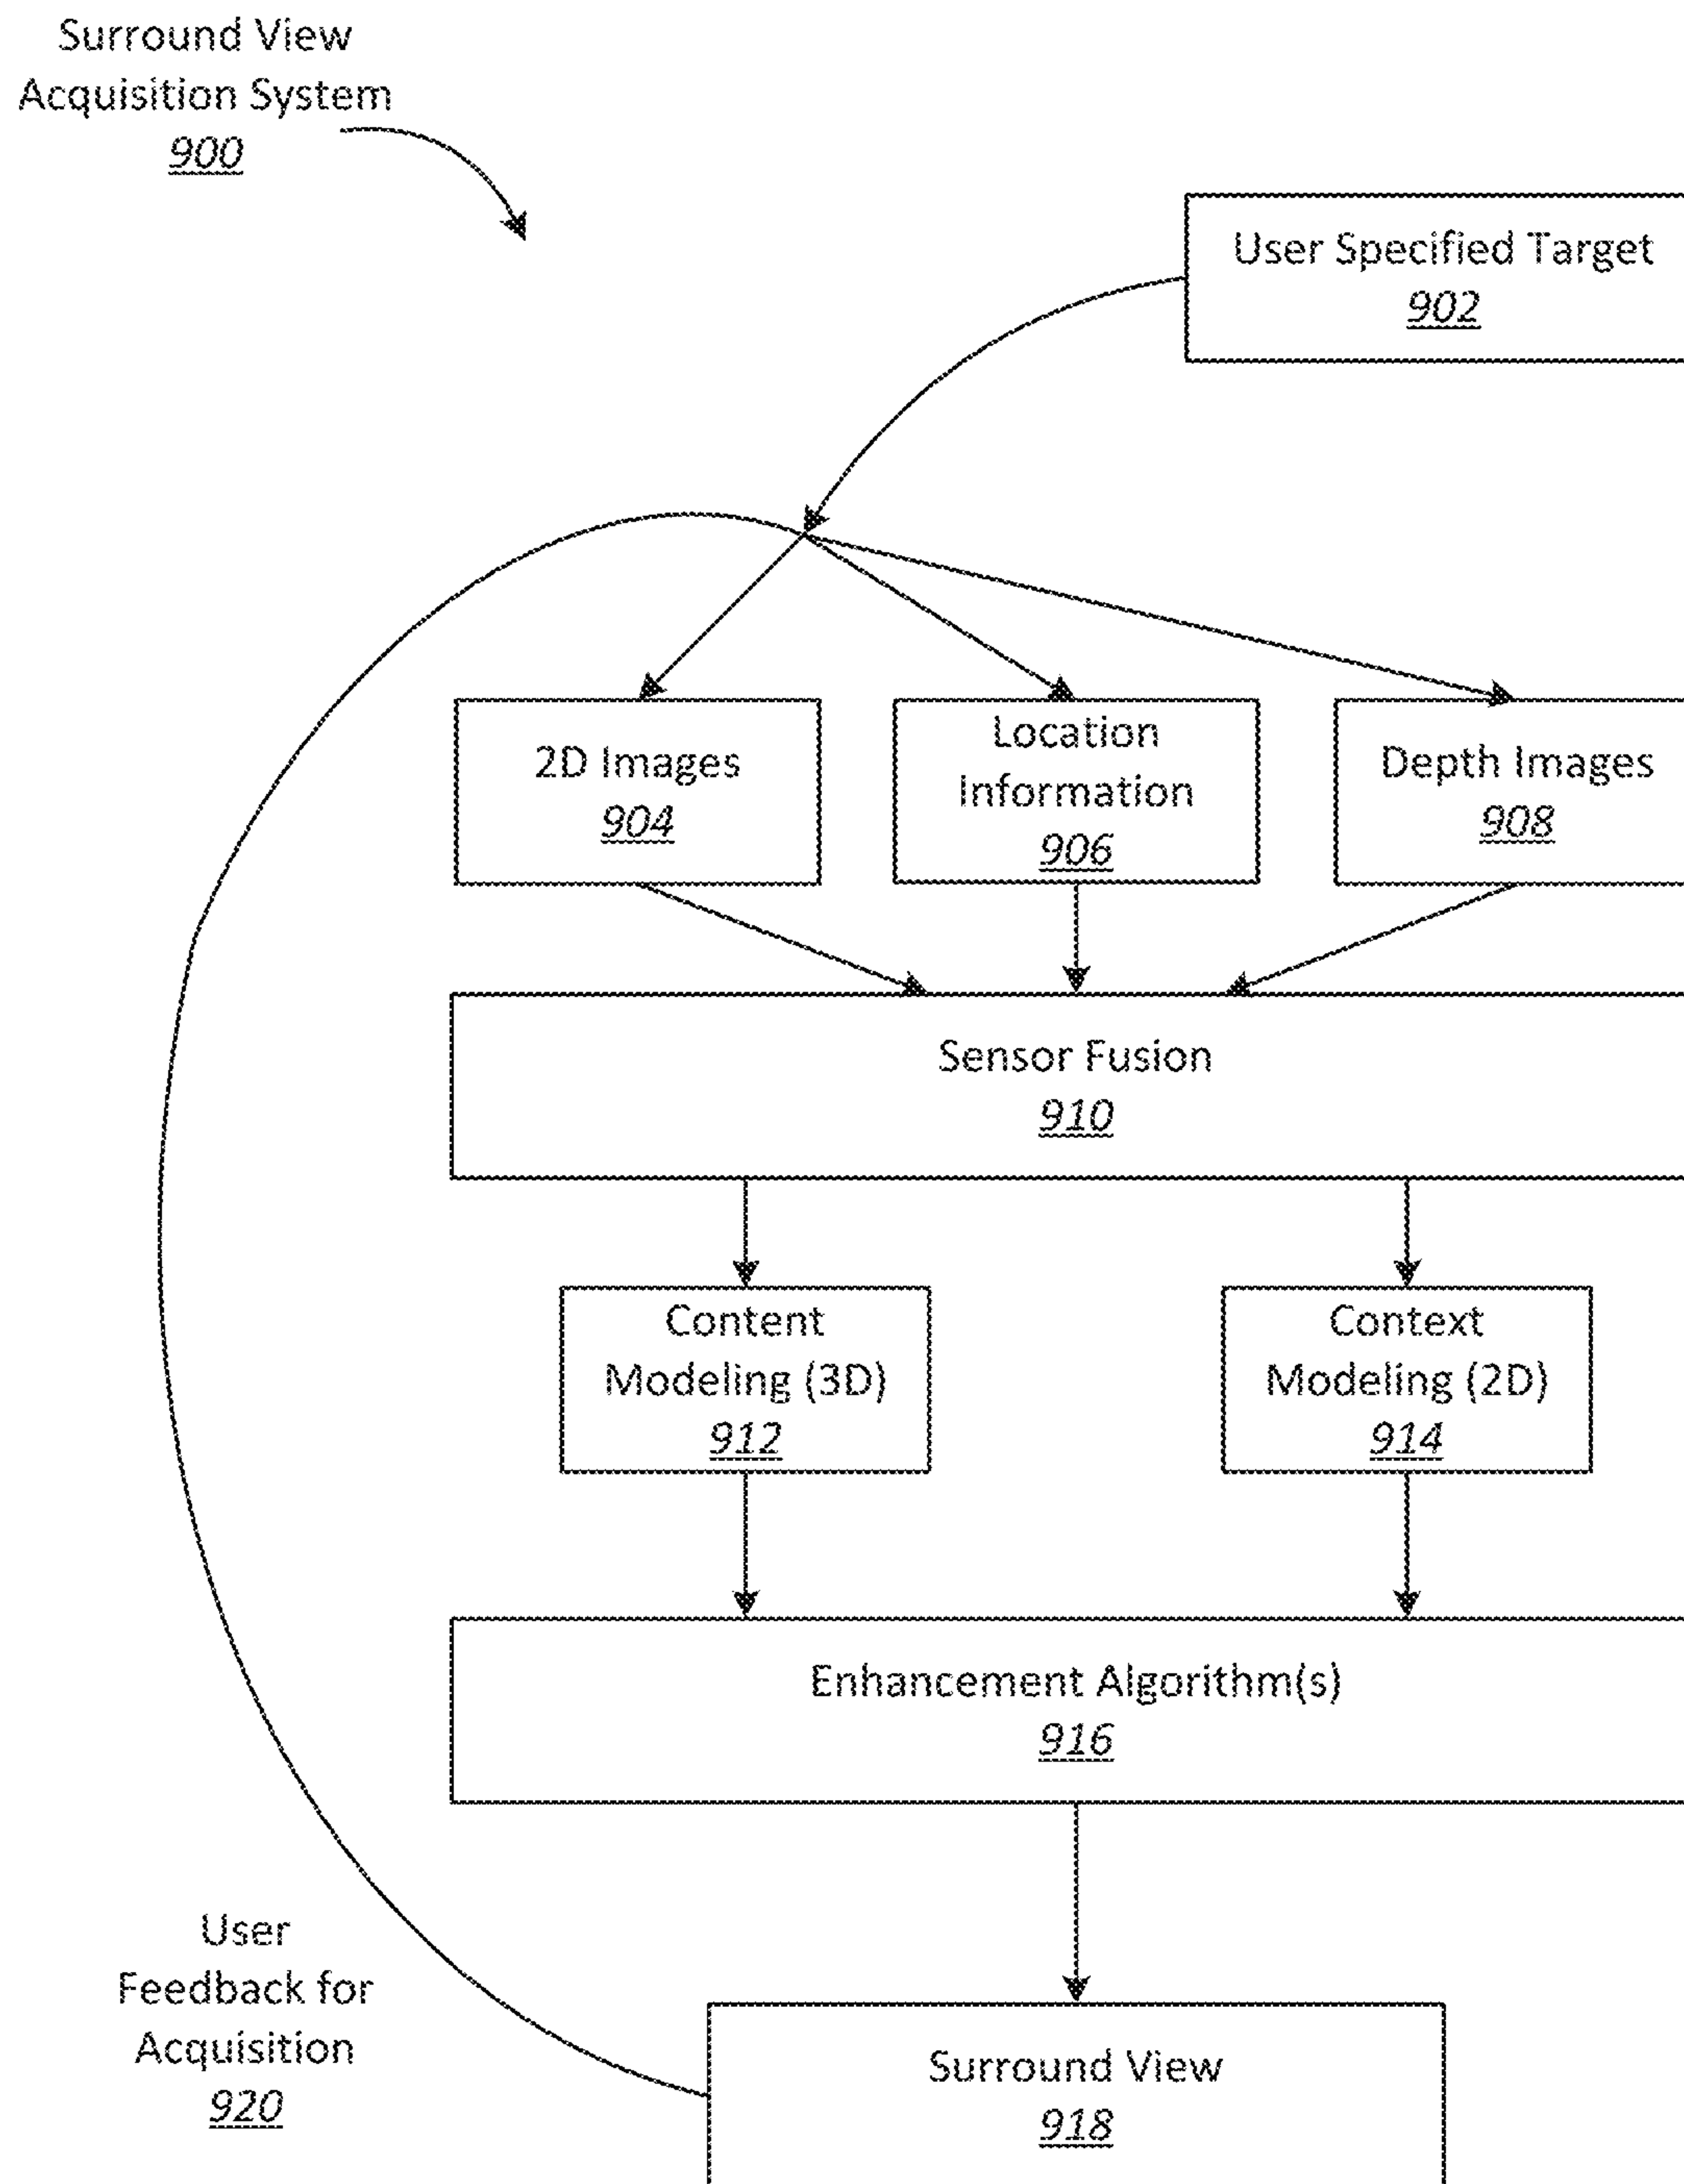 Surround View
Acquisition System
900
User Specified Target
902
2D Images
904
Location
Information
906
Depth Images
908
Sensor Fusion
910
Content
Modeling (3D)
912
Context
Modeling (2D)
914
Enhancement Algorithm(s)
916
User
Feedback for
Acquisition
920
Surround View
918